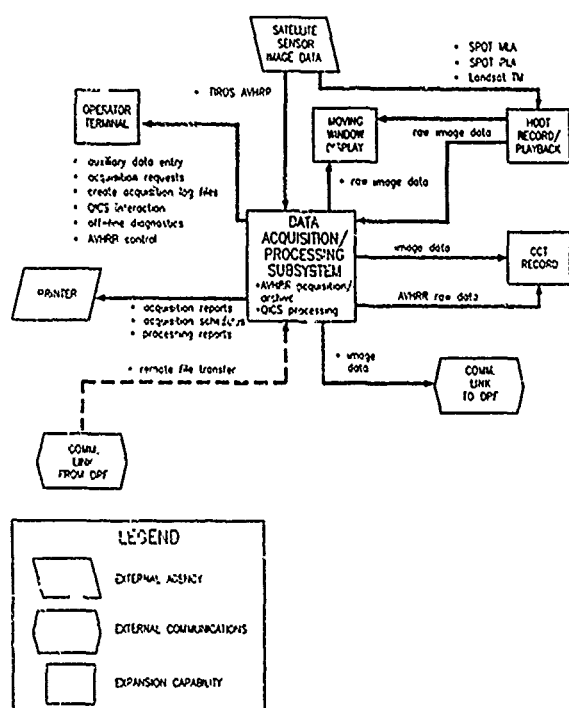 SATELLITE
SENSOR
IMAGE DATA
• SPOT MLA
• SPOT PLA
• Landsat TM
• TIROS AVHRR
OPERATOR
TERMINAL
MOVING
WINDOW
DISPLAY
raw image data
HDDT
RECORD/
PLAYBACK
• auxiliary data entry
• acquisition requests
• create acquisition log files
• QICS interaction
• off-line diagnostics
• AVHRR control
• raw image data
DATA
ACQUISITION/
PROCESSING
SUBSYSTEM
• AVHRR acquisition/
archive
• QICS processing
image data
CCT
RECORD
AVHRR raw data
PRINTER
• acquisition reports
• acquisition schedules
• processing reports
• remote file transfer
• image
data
COMM.
LINK
TO DPF
COMM.
LINK
FROM DPF
LEGEND
EXTERNAL AGENCY
EXTERNAL COMMUNICATIONS
EXPANSION CAPABILITY